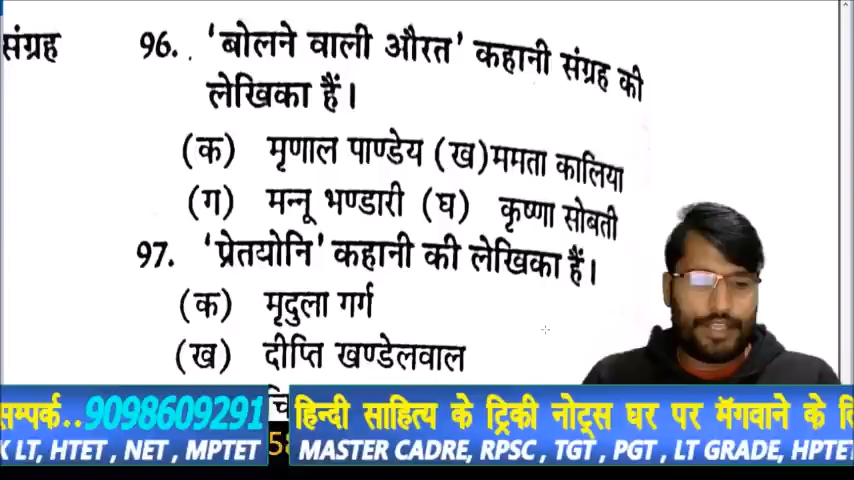 संग्रह
96. 'बोलने वाली औरत' कहानी संग्रह की
लेखिका हैं।
(क) मृणाल पाण्डेय (ख) ममता कालिया
(ग) मन्नू भण्डारी (घ) कृष्णा सोबती
97. 'प्रेतयोनि' कहानी की लेखिका हैं।
(क) मृदुला गर्ग
(ख) दीप्ति खण्डेलवाल
सम्पर्क..9098609291 हिन्दी साहित्य के ट्रिकी नोट्स घर पर मँगवाने के
LT, HTET, NET , MPTET MASTER CADRE, RPSC , TGT , PGT , LT GRADE, HPTET